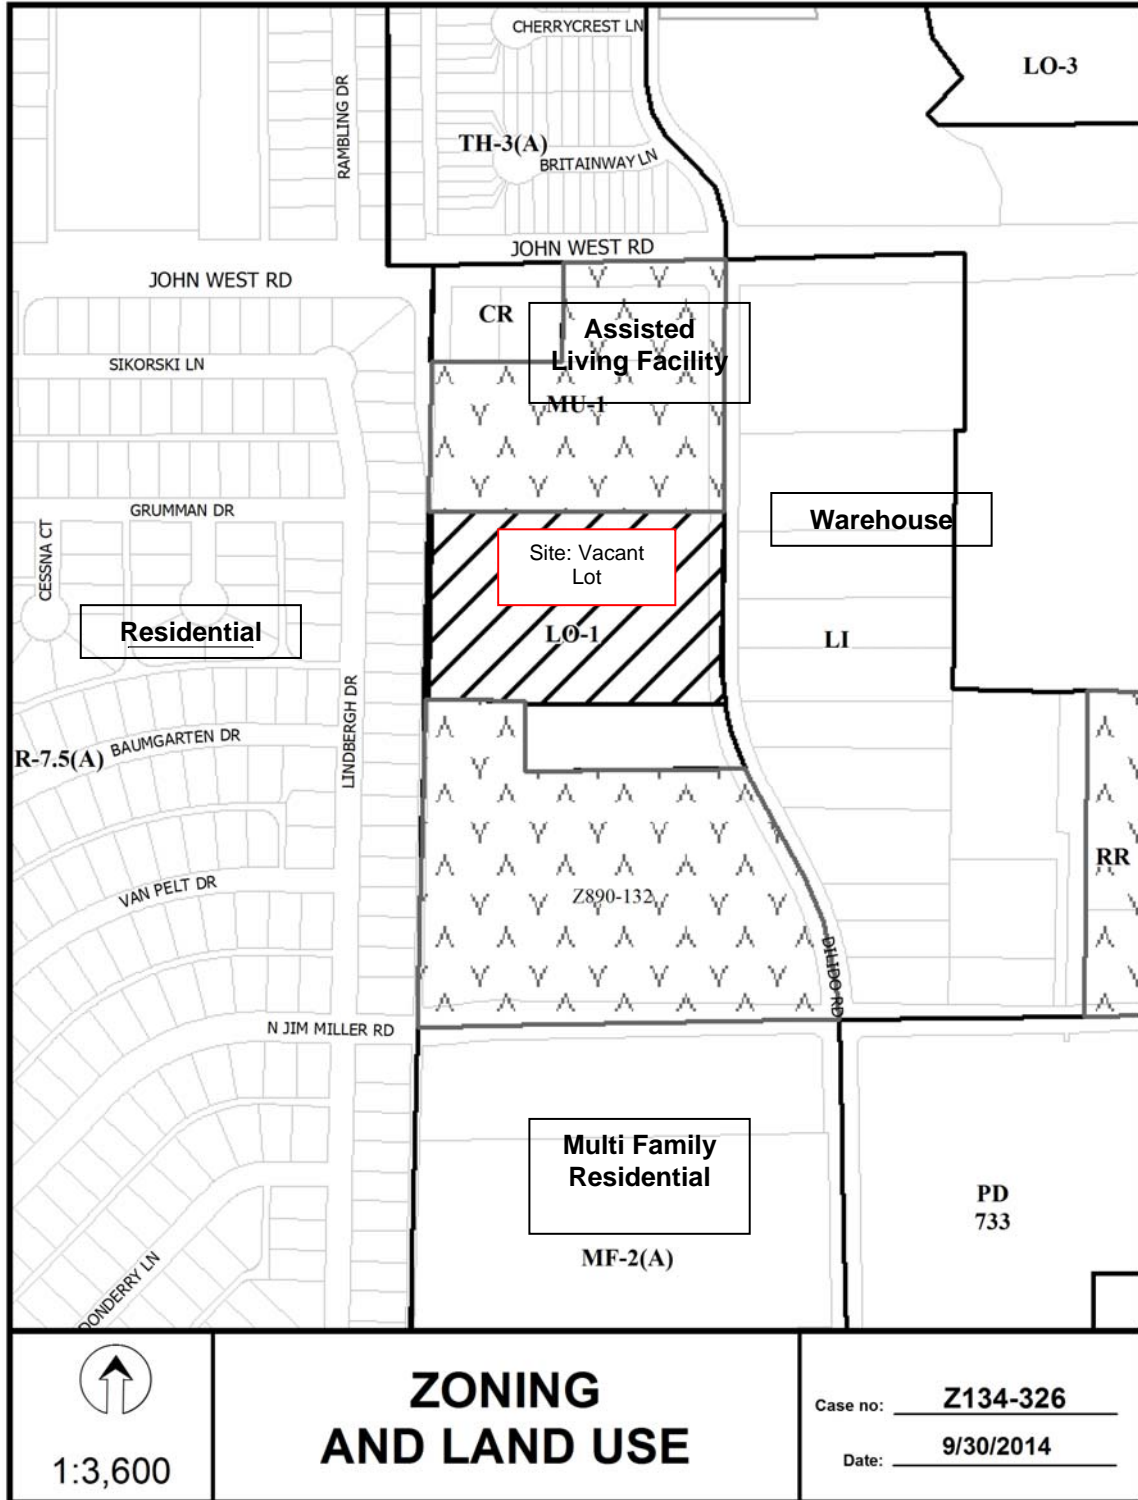 CHERRYCREST LN
LO-3
RAMBLING DR
TH-3(A)
BRITAINWAY LN
JOHN WEST RD
JOHN WEST RD
CR
Assisted
Living Facility
SIKORSKI LN
MU-1
GRUMMAN DR
Warehouse
CESSNA CT
Site: Vacant
Lot
Residential
LO-1
LI
LINDBERGH DR
BAUMGARTEN DR
R-7.5(A)
RR
VAN PELT DR
Z890-132
DILIDO RD
N JIM MILLER RD
Multi Family
Residential
PD
733
MF-2(A)
DONDERRY LN
1:3,600
ZONING
AND LAND USE
Case no: Z134-326
Date: 9/30/2014